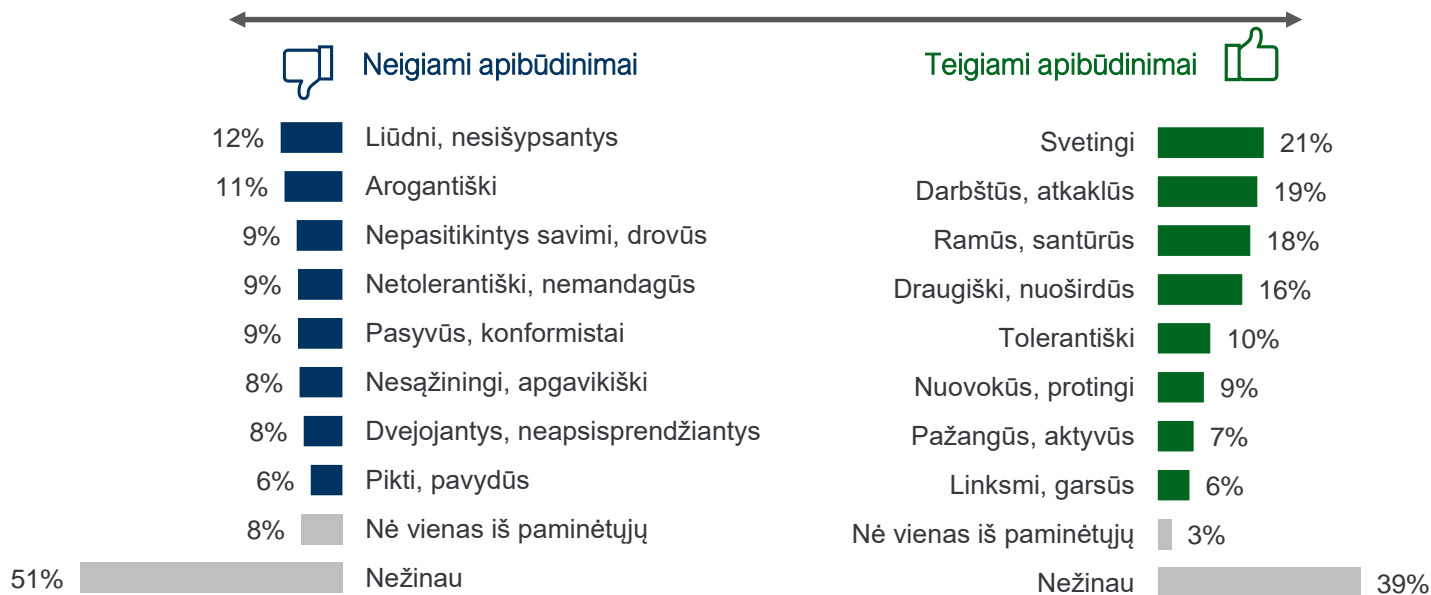 Neigiami apibūdinimai
12% Liūdni, nesišypsantys
11% Arogantiški
9% Nepasitikintys savimi, drovūs
9% Netolerantiški, nemandagūs
9% Pasyvūs, konformistai
8% Nesąžiningi, apgavikiški
8% Dvejojantys, neapsisprendžiantys
6% Pikti, pavydūs
8% Nė vienas iš paminėtųjų
51% Nežinau
Teigiami apibūdinimai
Svetingi 21%
Darbštūs, atkaklūs 19%
Ramūs, santūrūs 18%
Draugiški, nuoširdūs 16%
Tolerantiški 10%
Nuovokūs, protingi 9%
Pažangūs, aktyvūs 7%
Linksmi, garsūs 6%
Nė vienas iš paminėtųjų 3%
Nežinau 39%